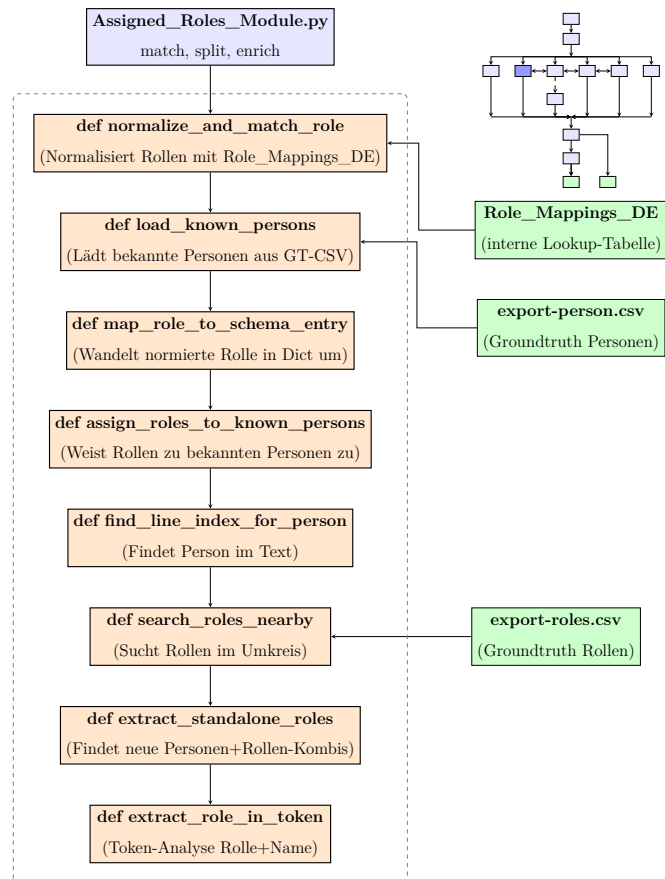 Assigned_Roles_Module.py
match, split, enrich
def normalize_and_match_role
(Normalisiert Rollen mit Role_Mappings_DE)
Role_Mappings_DE
(interne Lookup-Tabelle)
def load_known_persons
(Lädt bekannte Personen aus GT-CSV)
export-person.csv
(Groundtruth Personen)
def map_role_to_schema_entry
(Wandelt normierte Rolle in Dict um)
def assign_roles_to_known_persons
(Weist Rollen zu bekannten Personen zu)
def find_line_index_for_person
(Findet Person im Text)
def search_roles_nearby
(Sucht Rollen im Umkreis)
export-roles.csv
(Groundtruth Rollen)
def extract_standalone_roles
(Findet neue Personen+Rollen-Kombis)
def extract_role_in_token
(Token-Analyse Rolle+Name)